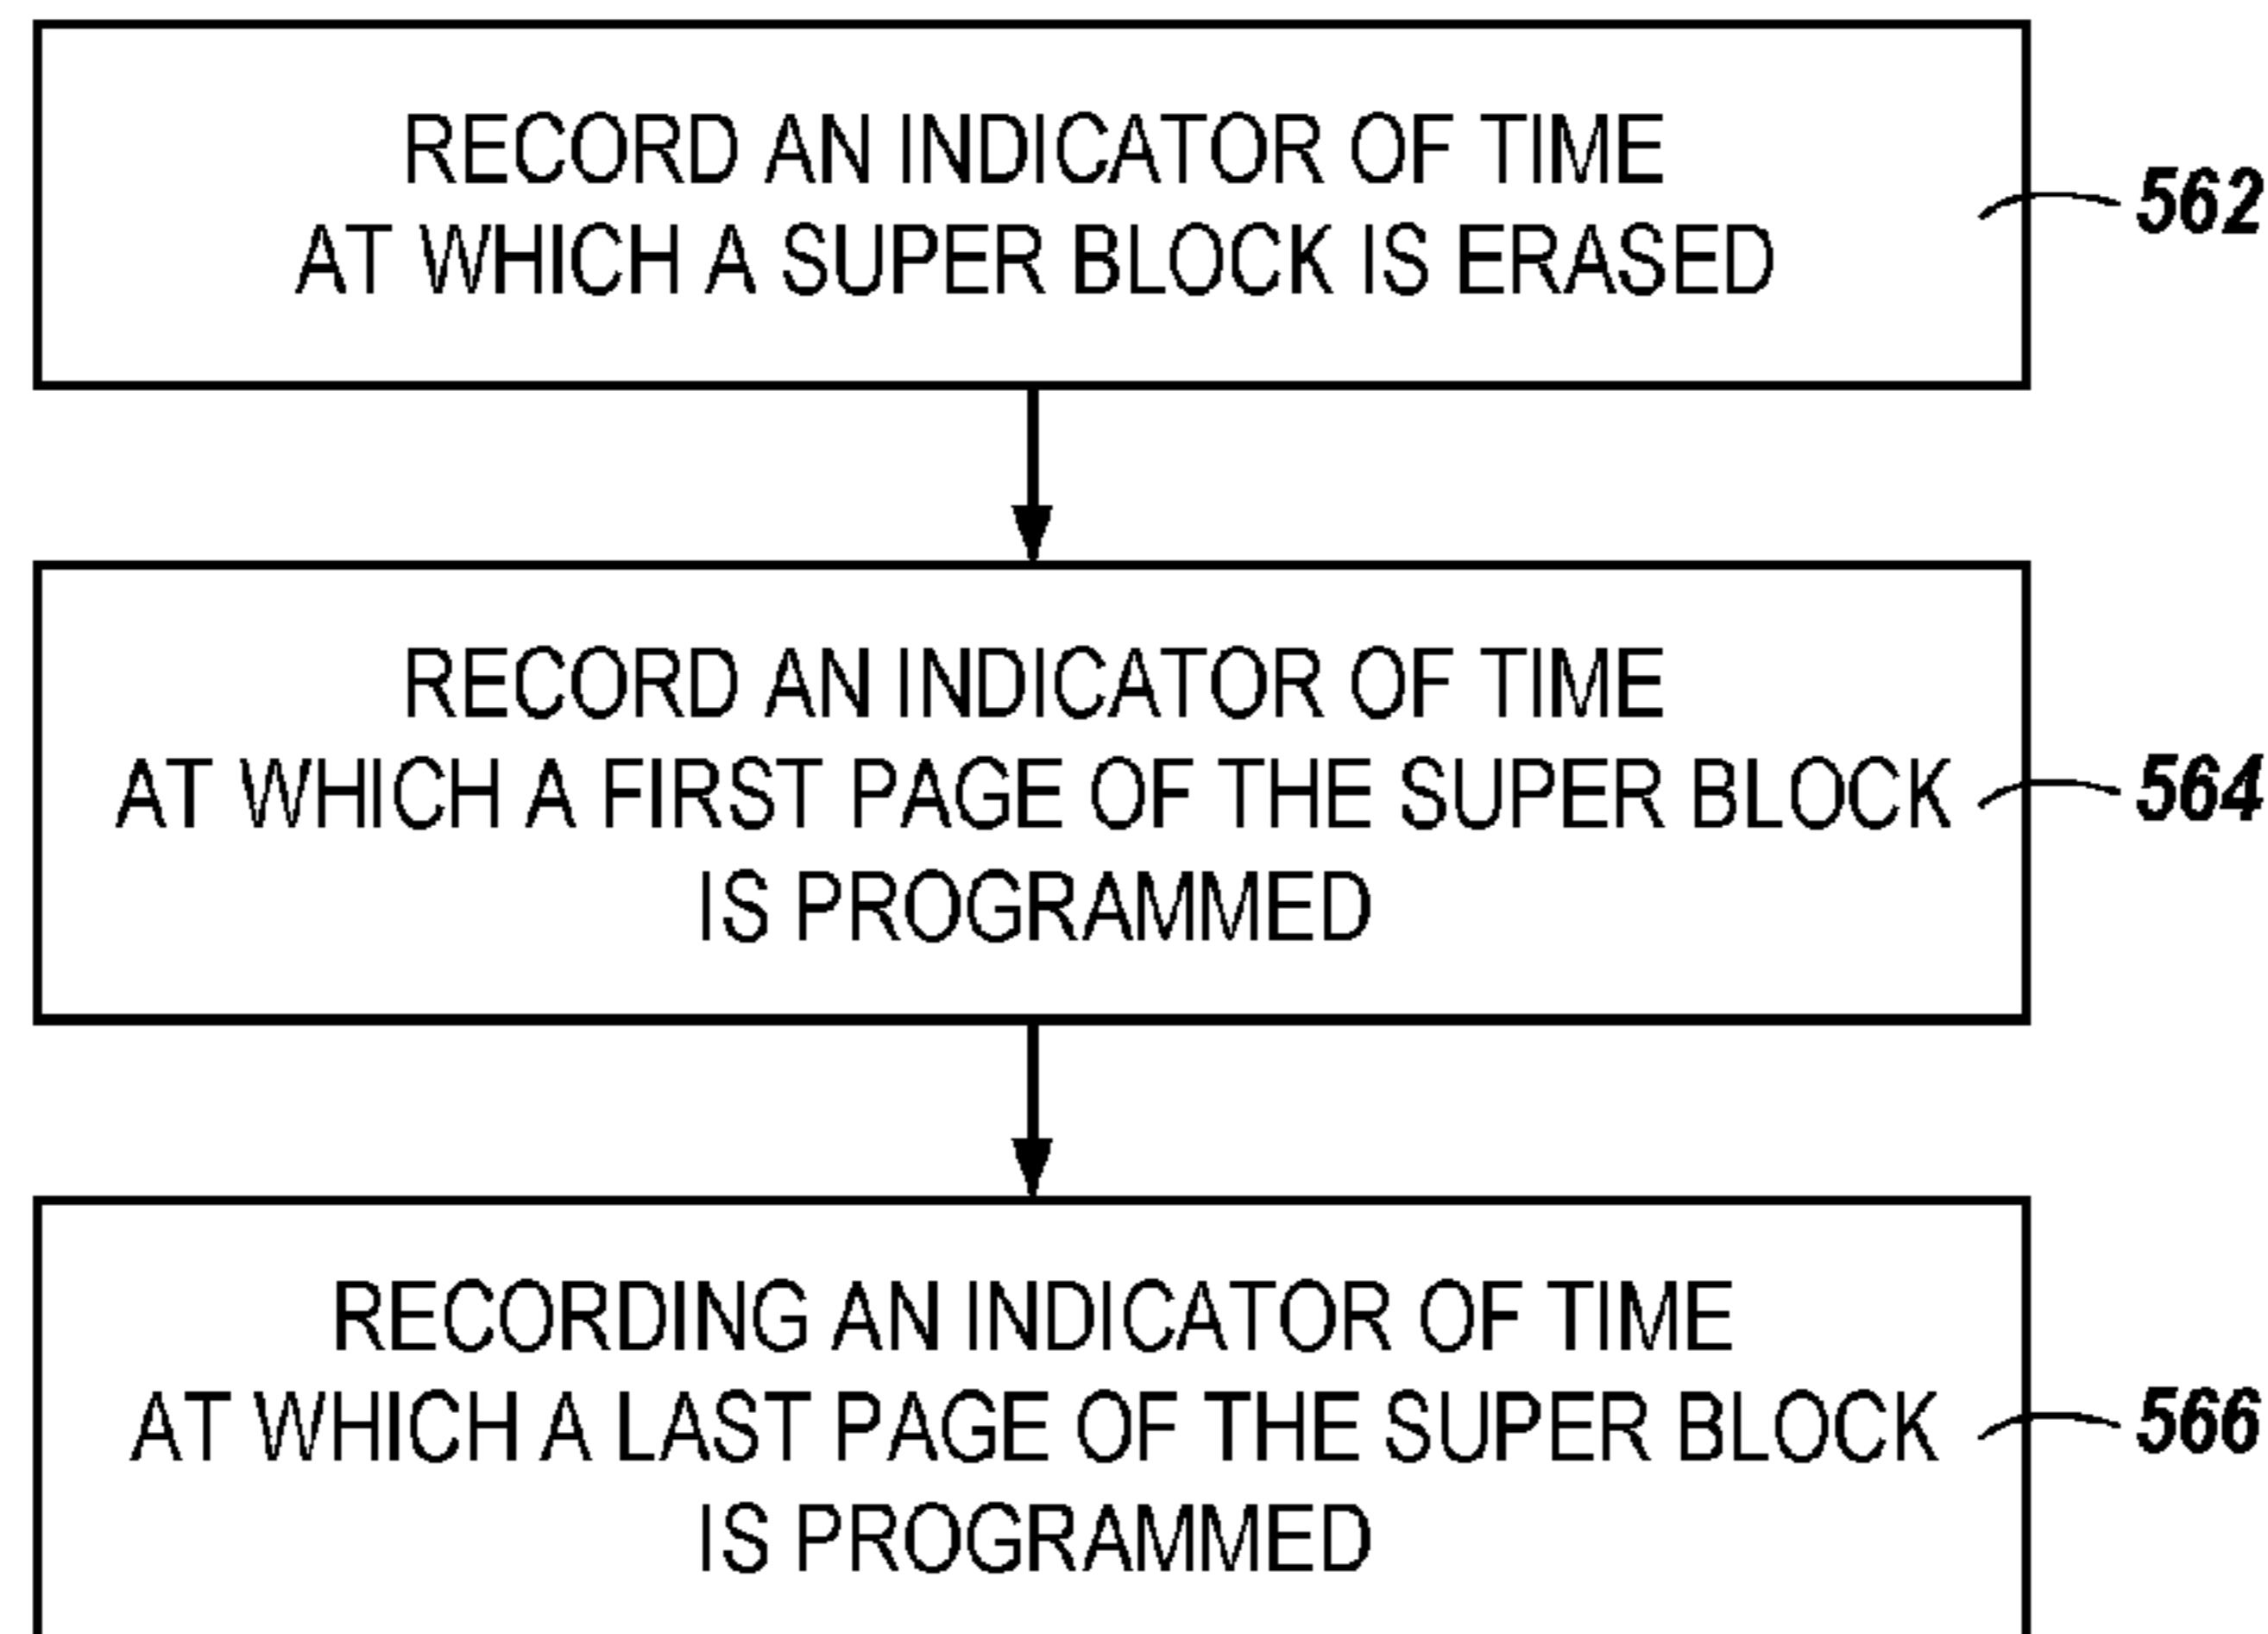 RECORD AN INDICATOR OF TIME
AT WHICH A SUPER BLOCK IS ERASED
562
RECORD AN INDICATOR OF TIME
AT WHICH A FIRST PAGE OF THE SUPER BLOCK
IS PROGRAMMED
564
RECORDING AN INDICATOR OF TIME
AT WHICH A LAST PAGE OF THE SUPER BLOCK
IS PROGRAMMED
566